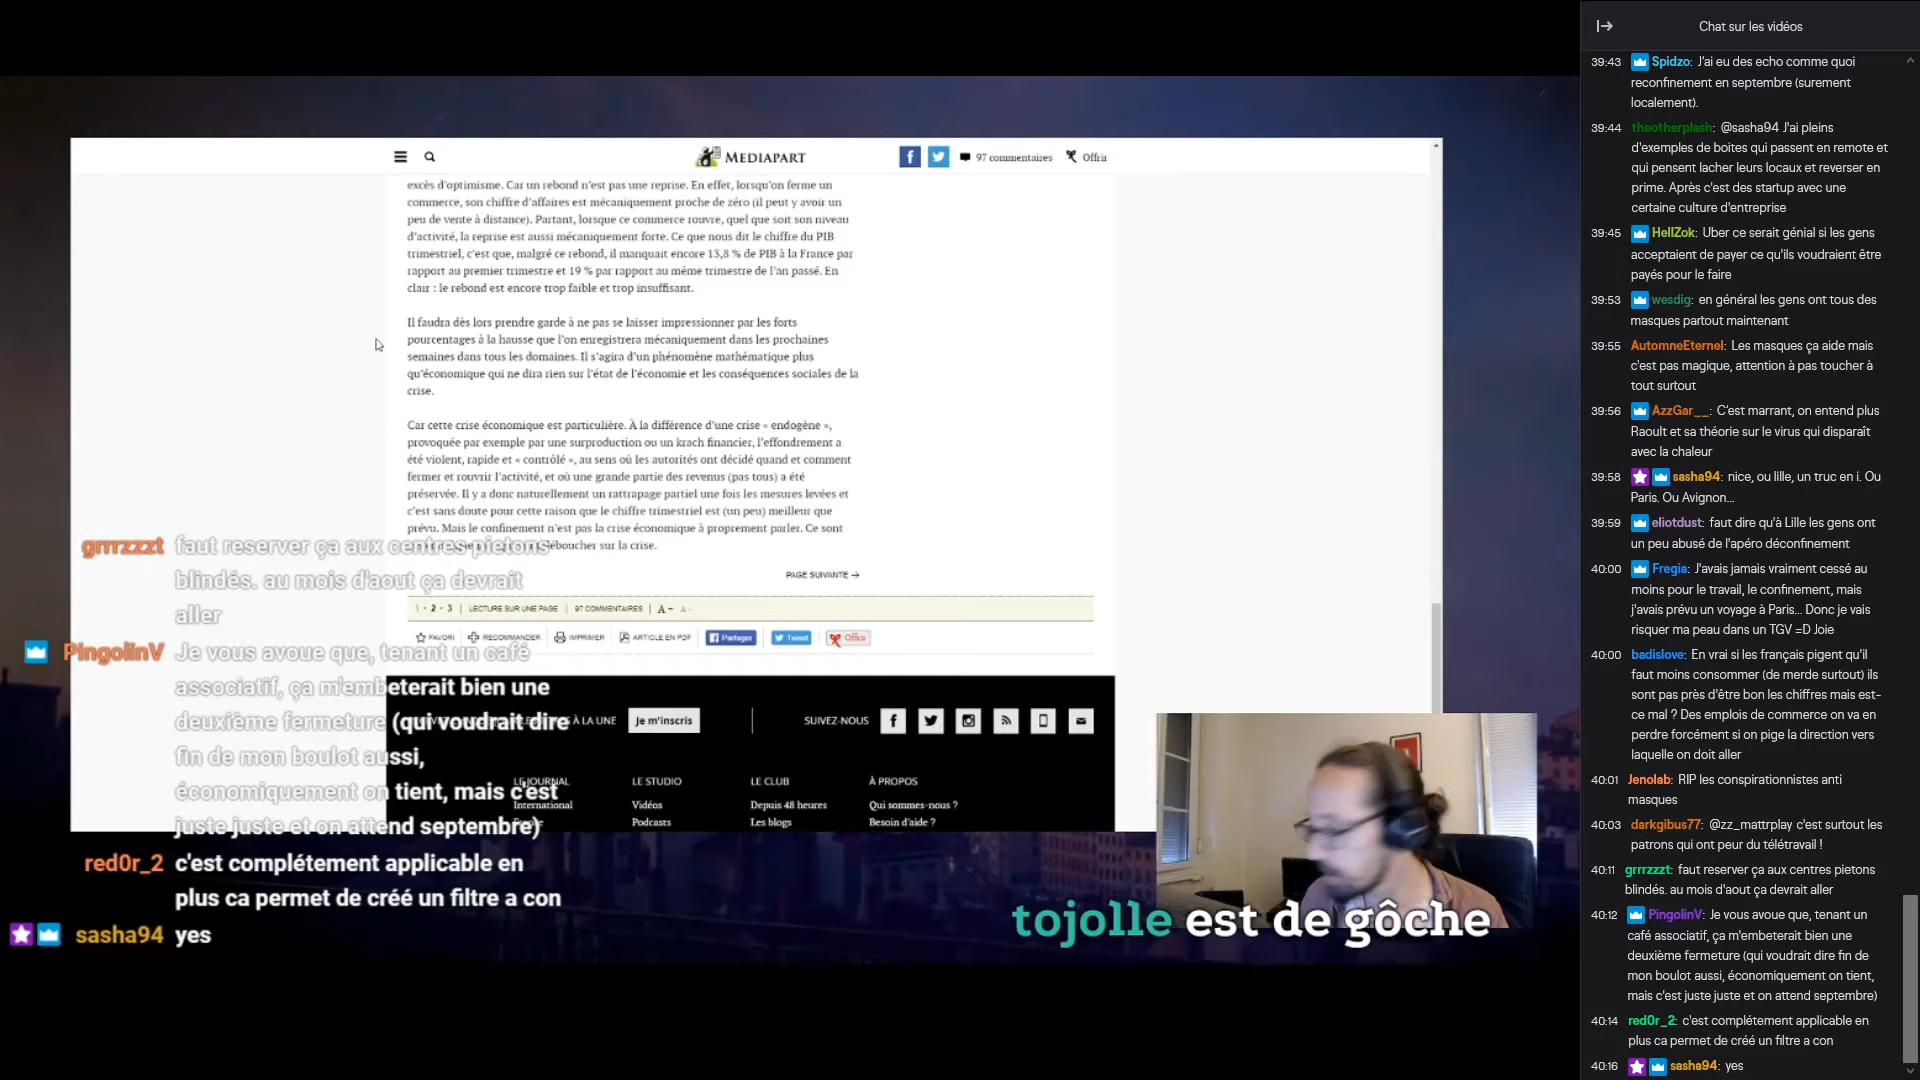 MEDIAPART
97 commentaires
Offrir
excès d'optimisme. Car un rebond n'est pas une reprise. En effet, lorsqu'on ferme un
commerce, son chiffre d'affaires est mécaniquement proche de zéro (il peut y avoir un
peu de vente à distance). Partant, lorsque ce commerce rouvre, quel que soit son niveau
d'activité, la reprise est aussi mécaniquement forte. Ce que nous dit le chiffre du PIB
trimestriel, c'est que, malgré ce rebond, il manquait encore 13,8 % de PIB à la France par
rapport au premier trimestre et 19 % par rapport au même trimestre de l'an passé. En
clair : le rebond est encore trop faible et trop insuffisant.
Il faudra dès lors prendre garde à ne pas se laisser impressionner par les forts
pourcentages à la hausse que l'on enregistrera mécaniquement dans les prochaines
semaines dans tous les domaines. Il s'agira d'un phénomène mathématique plus
qu'économique qui ne dira rien sur l'état de l'économie et les conséquences sociales de la
crise.
Car cette crise économique est particulière. À la différence d'une crise « endogène »,
provoquée par exemple par une surproduction ou un krach financier, l'effondrement a
été violent, rapide et « contrôlé », au sens où les autorités ont décidé quand et comment
fermer et rouvrir l'activité, et où une grande partie des revenus (pas tous) a été
préservée. Il y a donc naturellement un rattrapage partiel une fois les mesures levées et
c'est sans doute pour cette raison que le chiffre trimestriel est (un peu) meilleur que
prévu. Mais le confinement n'est pas la crise économique à proprement parler. Ce sont
déboucher sur la crise.
PAGE SUIVANTE →
1 • 2 • 3 | LECTURE SUR UNE PAGE | 97 COMMENTAIRES | A+ A-
FAVORI RECOMMANDER IMPRIMER ARTICLE EN PDF Partager Tweet Offrir
À LA UNE Je m'inscris SUIVEZ-NOUS
LE JOURNAL LE STUDIO LE CLUB À PROPOS
International Vidéos Depuis 48 heures Qui sommes-nous ?
Podcasts Les blogs Besoin d'aide ?
grrrzzzt faut reserver ça aux centres pietons
blindés. au mois d'aout ça devrait
aller
PingolinV Je vous avoue que, tenant un café
associatif, ça m'embeterait bien une
deuxième fermeture (qui voudrait dire
fin de mon boulot aussi,
économiquement on tient, mais c'est
juste juste et on attend septembre)
red0r_2 c'est complétement applicable en
plus ca permet de créé un filtre a con
sasha94 yes
tojolle est de gôche
Chat sur les vidéos
39:43 Spidzo: J'ai eu des echo comme quoi
reconfinement en septembre (surement
localement).
39:44 theotherplash: @sasha94 J'ai pleins
d'exemples de boites qui passent en remote et
qui pensent lacher leurs locaux et reverser en
prime. Après c'est des startup avec une
certaine culture d'entreprise
39:45 HellZok: Uber ce serait génial si les gens
acceptaient de payer ce qu'ils voudraient être
payés pour le faire
39:53 wesdig: en général les gens ont tous des
masques partout maintenant
39:55 AutomneEternel: Les masques ça aide mais
c'est pas magique, attention à pas toucher à
tout surtout
39:56 AzzGar__: C'est marrant, on entend plus
Raoult et sa théorie sur le virus qui disparaît
avec la chaleur
39:58 sasha94: nice, ou lille, un truc en i. Ou
Paris. Ou Avignon...
39:59 eliotdust: faut dire qu'à Lille les gens ont
un peu abusé de l'apéro déconfinement
40:00 Fregia: J'avais jamais vraiment cessé au
moins pour le travail, le confinement, mais
j'avais prévu un voyage à Paris... Donc je vais
risquer ma peau dans un TGV =D Joie
40:00 badislove: En vrai si les français pigent qu'il
faut moins consommer (de merde surtout) ils
sont pas près d'être bon les chiffres mais est-
ce mal ? Des emplois de commerce on va en
perdre forcément si on pige la direction vers
laquelle on doit aller
40:01 Jenolab: RIP les conspirationnistes anti
masques
40:03 darkgibus77: @zz_mattrplay c'est surtout les
patrons qui ont peur du télétravail !
40:11 grrrzzzt: faut reserver ça aux centres pietons
blindés. au mois d'aout ça devrait aller
40:12 PingolinV: Je vous avoue que, tenant un
café associatif, ça m'embeterait bien une
deuxième fermeture (qui voudrait dire fin de
mon boulot aussi, économiquement on tient,
mais c'est juste juste et on attend septembre)
40:14 red0r_2: c'est complétement applicable en
plus ca permet de créé un filtre a con
40:16 sasha94: yes